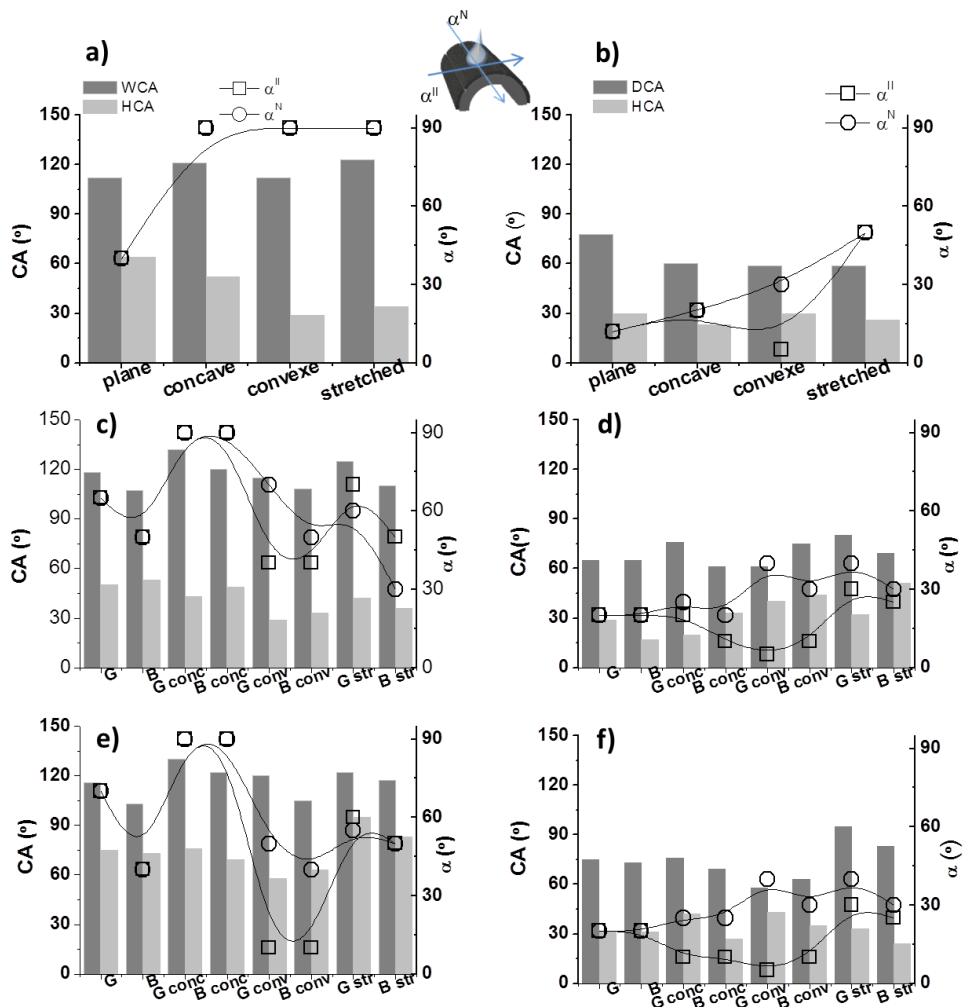 a)
WCA
HCA
α^II
α^N
150
120
90
60
30
0
CA (º)
90
60
30
0
α (º)
plane
concave
convexe
stretched
α^N
α^II
b)
DCA
HCA
α^II
α^N
150
120
90
60
30
0
CA (º)
90
60
30
0
α (º)
plane
concave
convexe
stretched
c)
150
120
90
60
30
0
CA (º)
90
60
30
0
α (º)
G
B
G conc
B conc
G conv
B conv
G str
B str
d)
150
120
90
60
30
0
CA(º)
90
60
30
0
α (º)
G
B
G conc
B conc
G conv
B conv
G str
B str
e)
150
120
90
60
30
0
CA (º)
90
60
30
0
α (º)
G
B
G conc
B conc
G conv
B conv
G str
B str
f)
150
120
90
60
30
0
CA (º)
90
60
30
0
α (º)
G
B
G conc
B conc
G conv
B conv
G str
B str